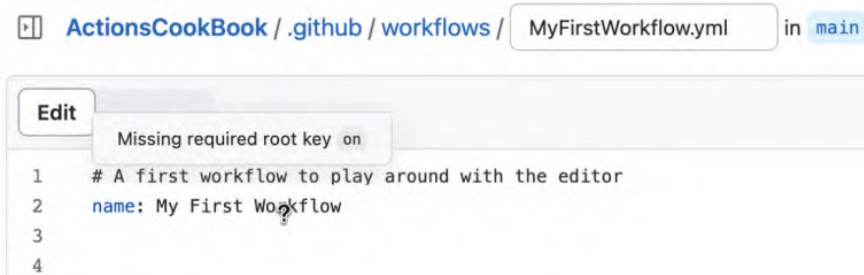 ActionsCookBook / .github / workflows / MyFirstWorkflow.yml in main
Edit
Missing required root key on
1 # A first workflow to play around with the editor
2 name: My First Workflow
3
4